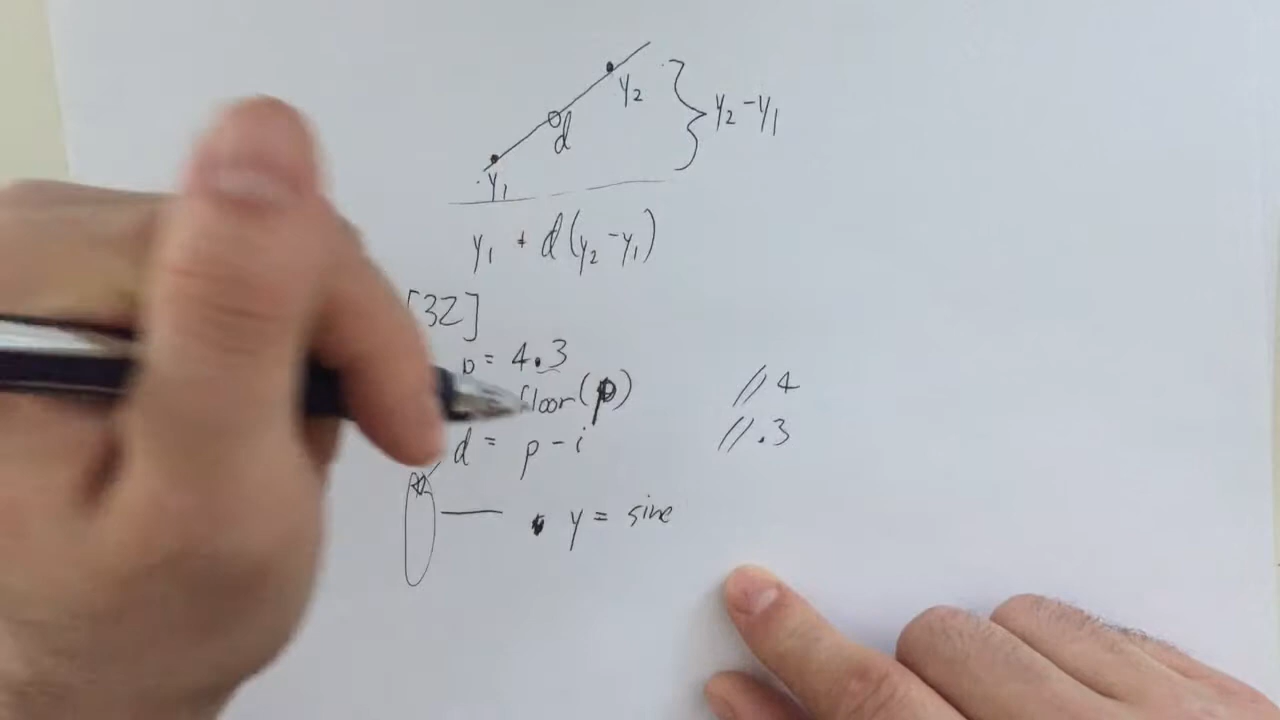 y2
y2-y1
d
y1
y1 + d(y2-y1)
[32]
p = 4.3
floor(p) //4
d = p-i //.3
y = sine